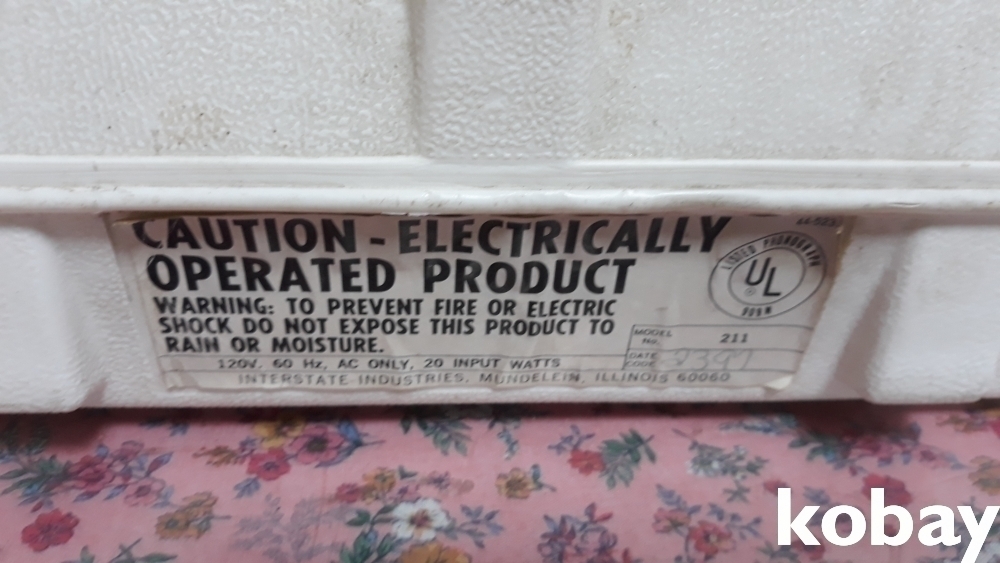 CAUTION - ELECTRICALLY
OPERATED PRODUCT
WARNING: TO PREVENT FIRE OR ELECTRIC
SHOCK DO NOT EXPOSE THIS PRODUCT TO
RAIN OR MOISTURE.
120V. 60 Hz, AC ONLY, 20 INPUT WATTS
INTERSTATE INDUSTRIES, MUNDELEIN, ILLINOIS 60060
LISTED PHONOGRAPH
UL
®
MODEL No. 211
DATE CODE
kobay